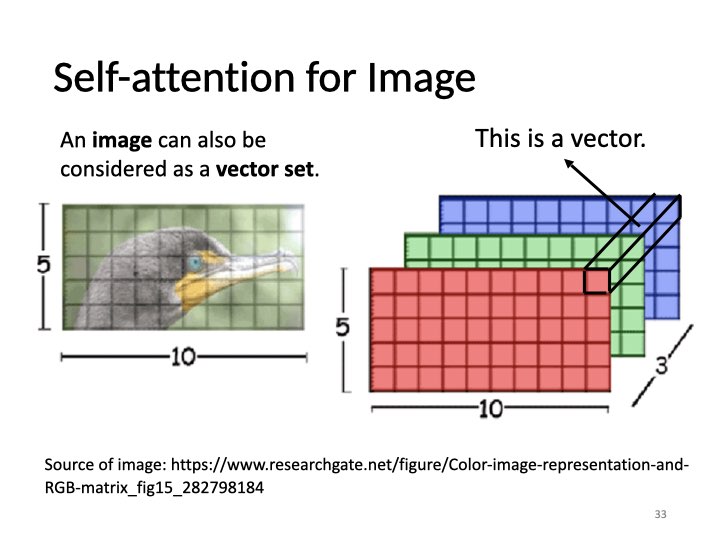 Self-attention for Image
An image can also be
considered as a vector set.
This is a vector.
5
10
5
10
3
Source of image: https://www.researchgate.net/figure/Color-image-representation-and-
RGB-matrix_fig15_282798184
33